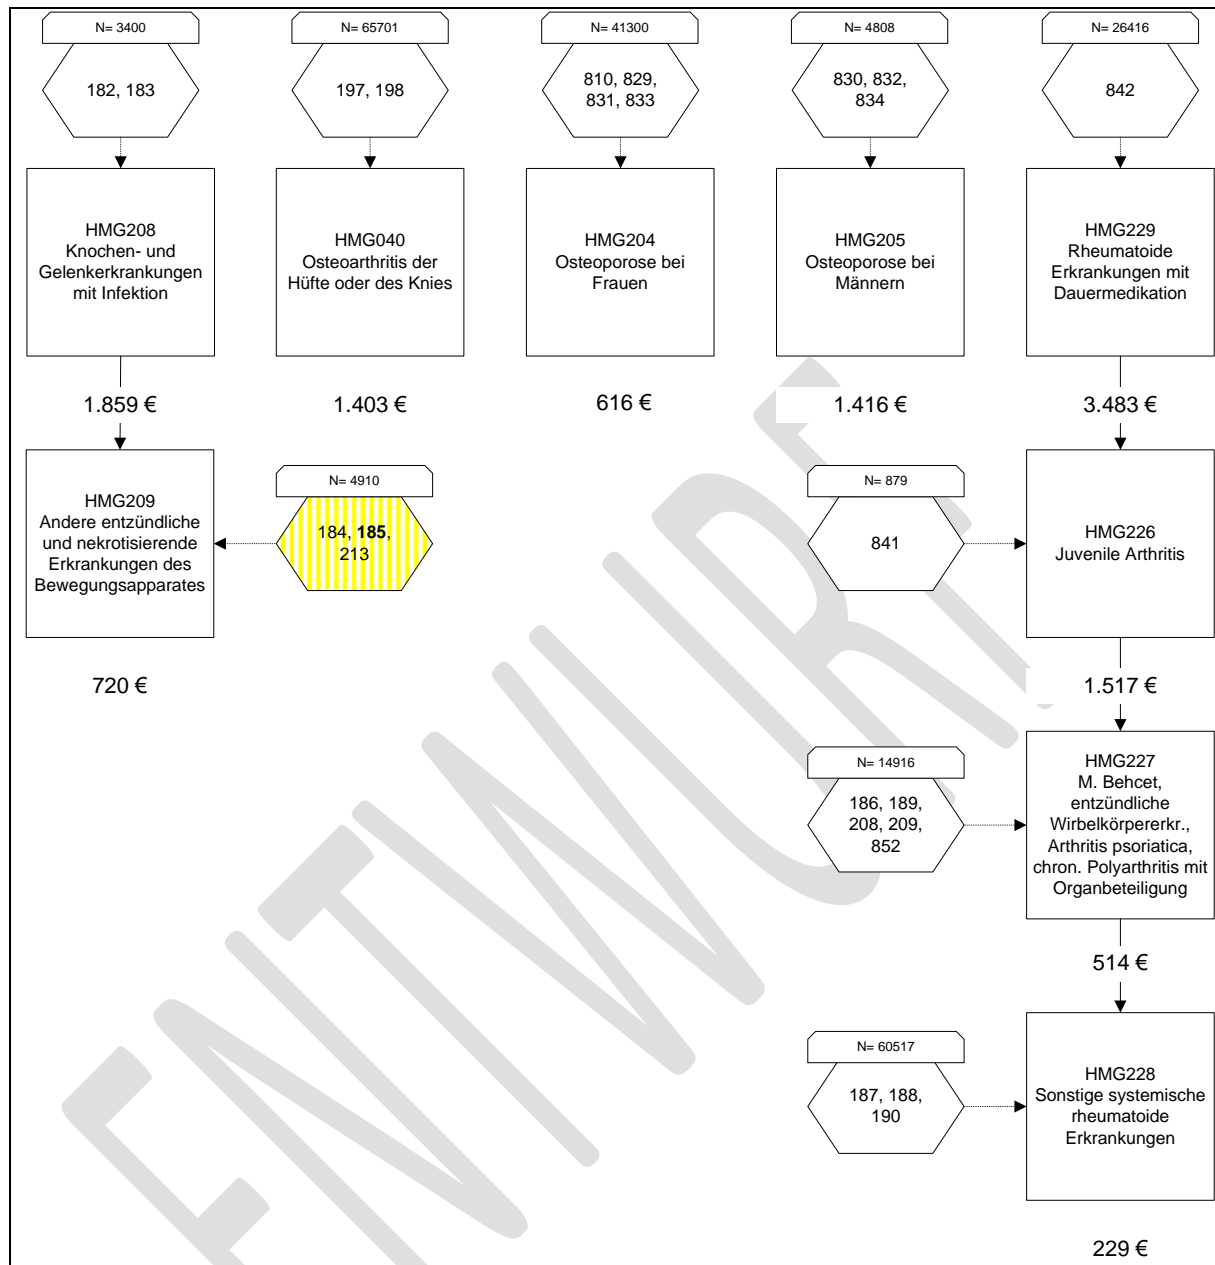 N= 3400
N= 65701
N= 41300
N= 4808
N= 26416
182, 183
197, 198
810, 829,
831, 833
830, 832,
834
842
HMG208
Knochen- und
Gelenkerkrankungen
mit Infektion
HMG040
Osteoarthritis der
Hüfte oder des Knies
HMG204
Osteoporose bei
Frauen
HMG205
Osteoporose bei
Männern
HMG229
Rheumatoide
Erkrankungen mit
Dauermedikation
1.859 €
1.403 €
616 €
1.416 €
3.483 €
HMG209
Andere entzündliche
und nekrotisierende
Erkrankungen des
Bewegungsapparates
N= 4910
184, 185,
213
N= 879
841
HMG226
Juvenile Arthritis
720 €
1.517 €
N= 14916
186, 189,
208, 209,
852
HMG227
M. Behcet,
entzündliche
Wirbelkörpererkr.,
Arthritis psoriatica,
chron. Polyarthritis mit
Organbeteiligung
514 €
N= 60517
187, 188,
190
HMG228
Sonstige systemische
rheumatoide
Erkrankungen
229 €
ENTWURF